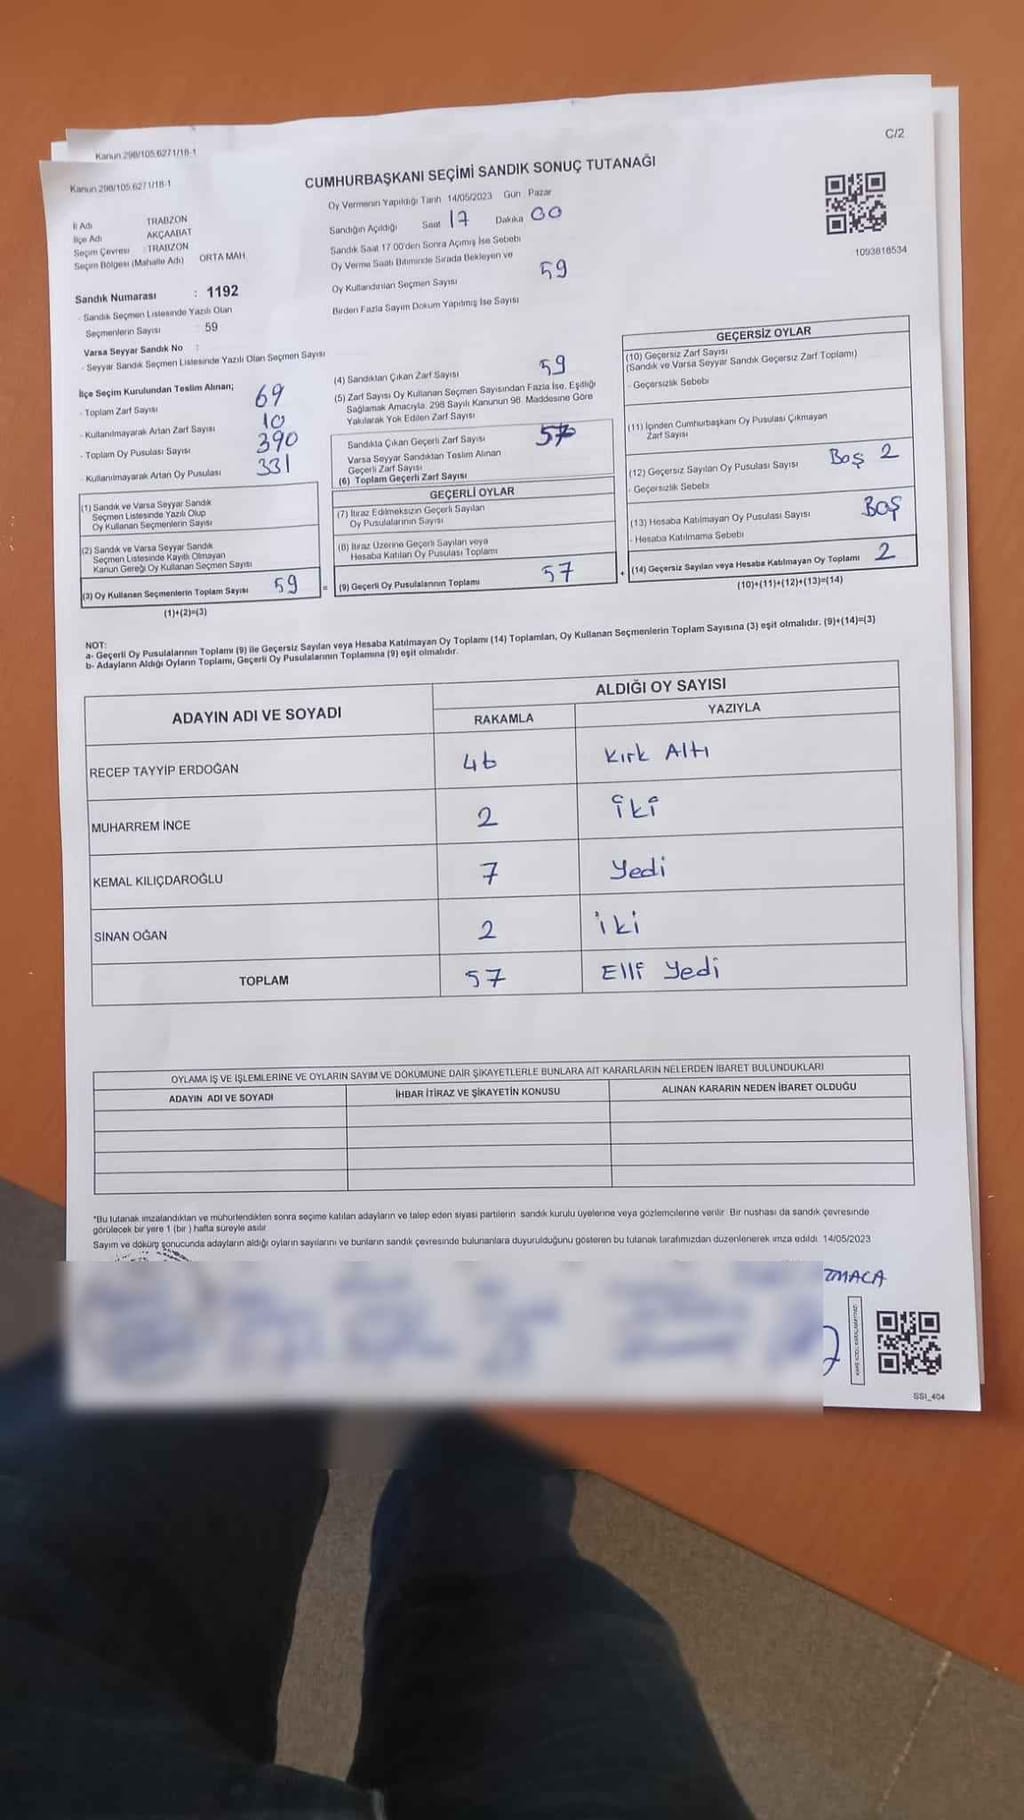 C/2
Kanun 298/105,6271/18-1
Kanun 298/105,6271/18-1
CUMHURBAŞKANI SEÇİMİ SANDIK SONUÇ TUTANAĞI
Oy Vermenin Yapıldığı Tarih 14/05/2023 Gün Pazar
İl Adı TRABZON
İlçe Adı AKÇAABAT
Seçim Çevresi : TRABZON
Seçim Bölgesi (Mahalle Adı) ORTA MAH.
Sandığın Açıldığı Saat 17 Dakika 00
Sandık Saat 17 00'den Sonra Açımış İse Sebebi
Oy Verme Saati Bitiminde Sırada Bekleyen ve
Oy Kullandırılan Seçmen Sayısı 59
Birden Fazla Sayım Döküm Yapılmış İse Sayısı
1093818534
Sandık Numarası : 1192
- Sandık Seçmen Listesinde Yazılı Olan
Seçmenlerin Sayısı 59
Varsa Seyyar Sandık No :
- Seyyar Sandık Seçmen Listesinde Yazılı Olan Seçmen Sayısı
İlçe Seçim Kurulundan Teslim Alınan;
- Toplam Zarf Sayısı 69
- Kullanılmayarak Artan Zarf Sayısı 10
- Toplam Oy Pusulası Sayısı 390
- Kullanılmayarak Artan Oy Pusulası 331
(1) Sandık ve Varsa Seyyar Sandık
Seçmen Listesinde Yazılı Olup
Oy Kullanan Seçmenlerin Sayısı
(2) Sandık ve Varsa Seyyar Sandık
Seçmen Listesinde Kayıtlı Olmayan
Kanun Gereği Oy Kullanan Seçmen Sayısı
(3) Oy Kullanan Seçmenlerin Toplam Sayısı 59
(1)+(2)=(3)
(4) Sandıktan Çıkan Zarf Sayısı 59
(5) Zarf Sayısı Oy Kullanan Seçmen Sayısından Fazla İse, Eşitliği
Sağlamak Amacıyla, 298 Sayılı Kanunun 98. Maddesine Göre
Yakılarak Yok Edilen Zarf Sayısı
Sandıkta Çıkan Geçerli Zarf Sayısı 57
Varsa Seyyar Sandıktan Teslim Alınan
Geçerli Zarf Sayısı
(6) Toplam Geçerli Zarf Sayısı
GEÇERLİ OYLAR
(7) İtiraz Edilmeksizin Geçerli Sayılan
Oy Pusulalarının Sayısı
(8) İtiraz Üzerine Geçerli Sayılan veya
Hesaba Katılan Oy Pusulası Toplamı
= (9) Geçerli Oy Pusulalarının Toplamı 57
GEÇERSİZ OYLAR
(10) Geçersiz Zarf Sayısı
(Sandık ve Varsa Seyyar Sandık Geçersiz Zarf Toplamı)
- Geçersizlik Sebebi
(11) İçinden Cumhurbaşkanı Oy Pusulası Çıkmayan
Zarf Sayısı
(12) Geçersiz Sayılan Oy Pusulası Sayısı Boş 2
- Geçersizlik Sebebi
(13) Hesaba Katılmayan Oy Pusulası Sayısı BOŞ
- Hesaba Katılmama Sebebi
+ (14) Geçersiz Sayılan veya Hesaba Katılmayan Oy Toplamı 2
(10)+(11)+(12)+(13)=(14)
NOT:
a- Geçerli Oy Pusulalarının Toplamı (9) ile Geçersiz Sayılan veya Hesaba Katılmayan Oy Toplamı (14) Toplamları, Oy Kullanan Seçmenlerin Toplam Sayısına (3) eşit olmalıdır. (9)+(14)=(3)
b- Adayların Aldığı Oyların Toplamı, Geçerli Oy Pusulalarının Toplamına (9) eşit olmalıdır.
ADAYIN ADI VE SOYADI
ALDIĞI OY SAYISI
RAKAMLA YAZIYLA
RECEP TAYYİP ERDOĞAN 46 Kırk Altı
MUHARREM İNCE 2 iki
KEMAL KILIÇDAROĞLU 7 Yedi
SİNAN OĞAN 2 iki
TOPLAM 57 Elli Yedi
OYLAMA İŞ VE İŞLEMLERİNE VE OYLARIN SAYIM VE DÖKÜMÜNE DAİR ŞİKAYETLERLE BUNLARA AİT KARARLARIN NELERDEN İBARET BULUNDUKLARI
ADAYIN ADI VE SOYADI İHBAR İTİRAZ VE ŞİKAYETİN KONUSU ALINAN KARARIN NEDEN İBARET OLDUĞU
*Bu tutanak imzalandıktan ve mühürlendikten sonra seçime katılan adayların ve talep eden siyasi partilerin sandık kurulu üyelerine veya gözlemcilerine verilir. Bir nüshası da sandık çevresinde
görülecek bir yere 1 (bir) hafta süreyle asılır
Sayım ve döküm sonucunda adayların aldığı oyların sayılarını ve bunların sandık çevresinde bulunanlara duyurulduğunu gösteren bu tutanak tarafımızdan düzenlenerek imza edildi. 14/05/2023
SSI_404